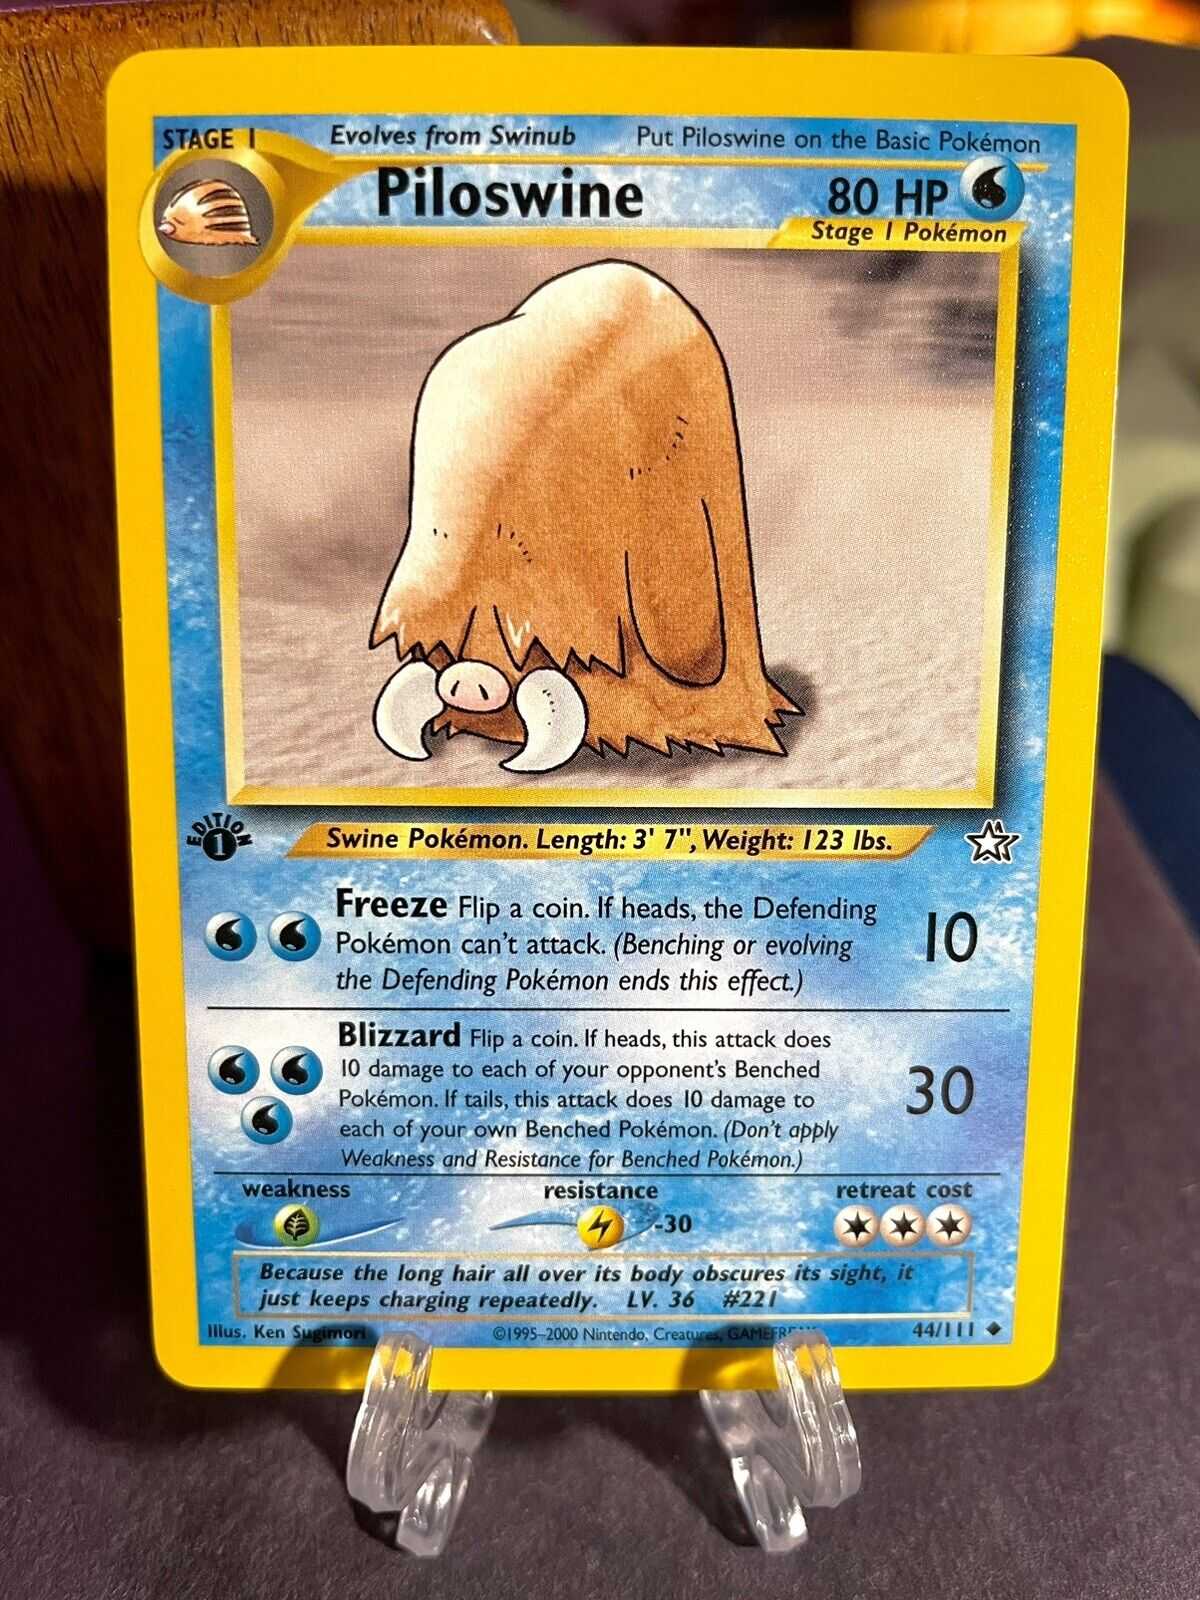 STAGE 1 Evolves from Swinub Put Piloswine on the Basic Pokémon
Piloswine 80 HP
Stage 1 Pokémon
EDITION
1
Swine Pokémon. Length: 3' 7", Weight: 123 lbs.
Freeze Flip a coin. If heads, the Defending
Pokémon can't attack. (Benching or evolving
the Defending Pokémon ends this effect.)
10
Blizzard Flip a coin. If heads, this attack does
10 damage to each of your opponent's Benched
Pokémon. If tails, this attack does 10 damage to
each of your own Benched Pokémon. (Don't apply
Weakness and Resistance for Benched Pokémon.)
30
weakness resistance retreat cost
-30
Because the long hair all over its body obscures its sight, it
just keeps charging repeatedly. LV. 36 #221
Illus. Ken Sugimori ©1995–2000 Nintendo, Creatures, 44/111